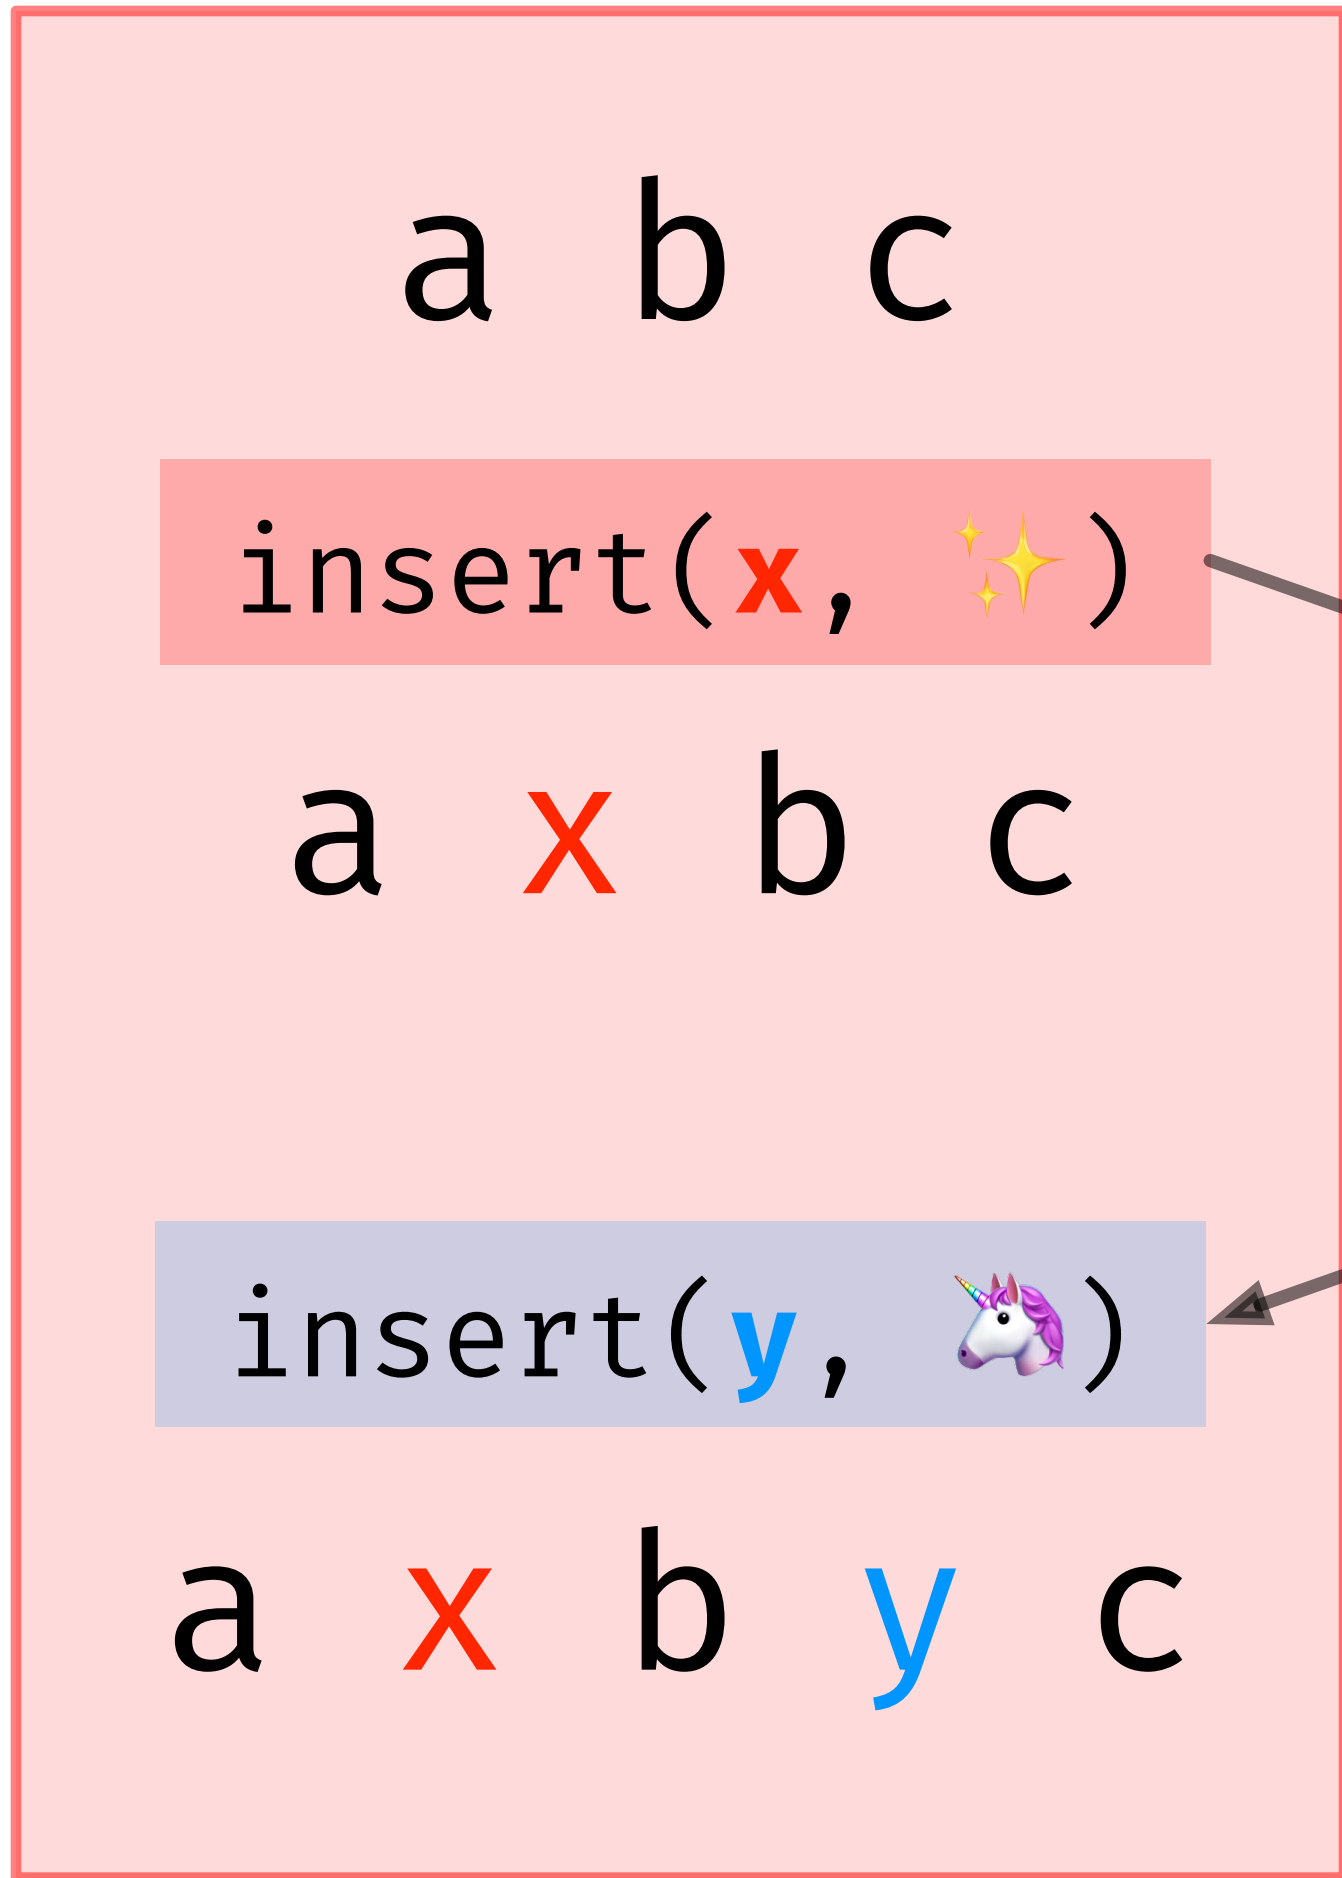 a b c
insert(x, ✨)
a x b c
insert(y, 🦄)
a x b y c